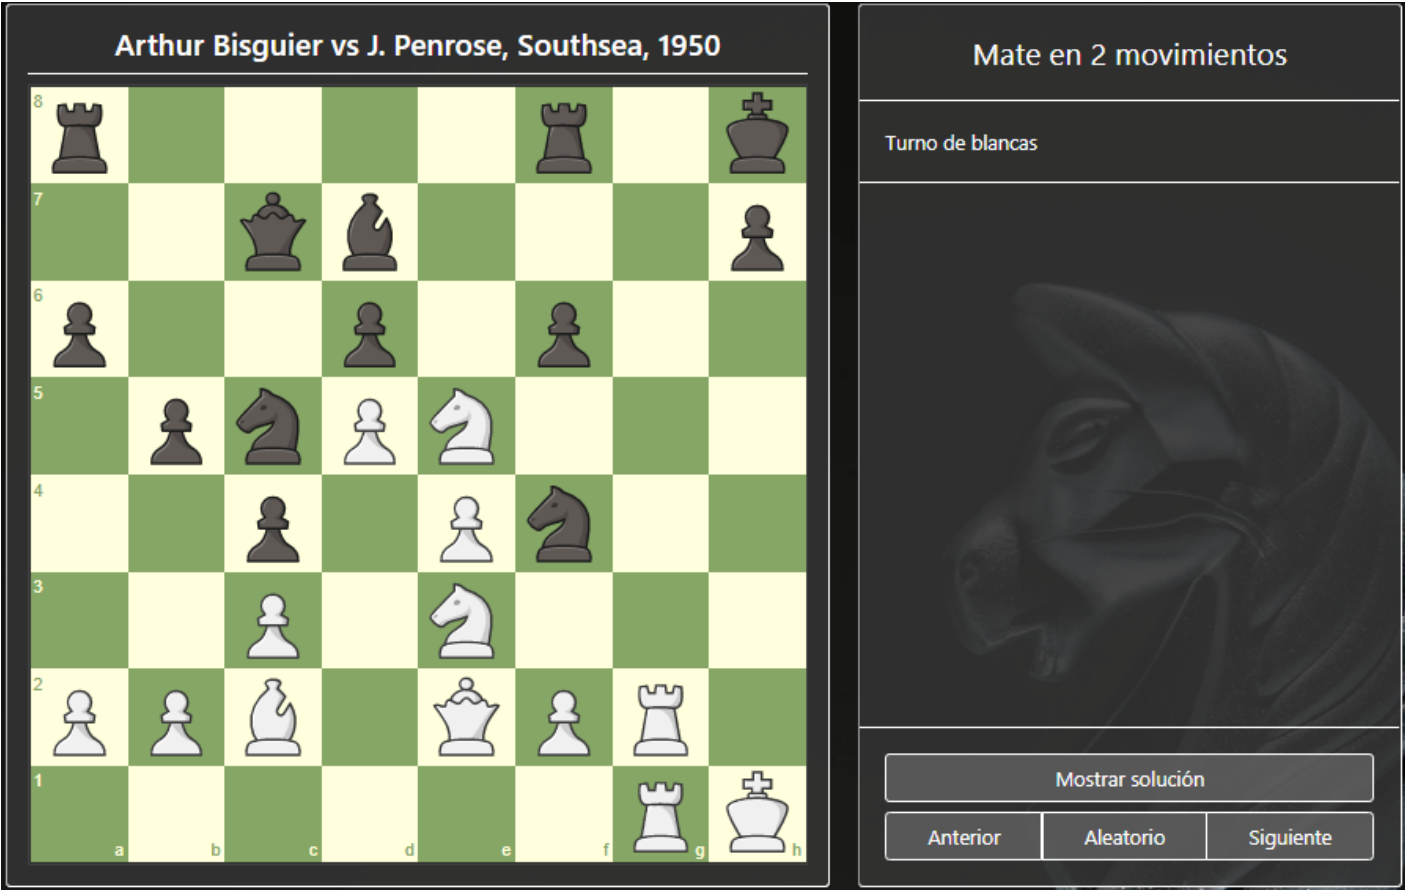 Arthur Bisguier vs J. Penrose, Southsea, 1950
8
7
6
5
4
3
2
1
a b c d e f g h
Mate en 2 movimientos
Turno de blancas
Mostrar solución
Anterior Aleatorio Siguiente